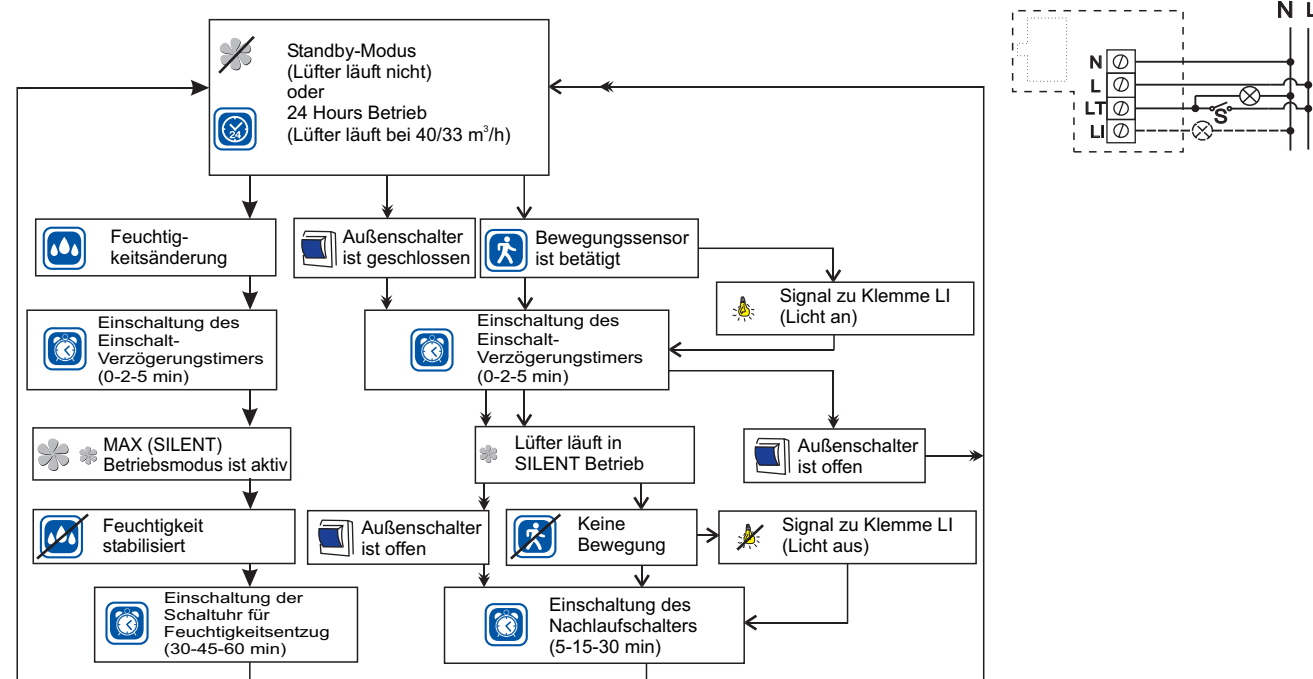 Standby-Modus
(Lüfter läuft nicht)
oder
24 Hours Betrieb
(Lüfter läuft bei 40/33 m³/h)
24
N L
N
L
LT
LI
S
Feuchtig-
keitsänderung
Außenschalter
ist geschlossen
Bewegungssensor
ist betätigt
Signal zu Klemme LI
(Licht an)
Einschaltung des
Einschalt-
Verzögerungstimers
(0-2-5 min)
Einschaltung des
Einschalt-
Verzögerungstimers
(0-2-5 min)
MAX (SILENT)
Betriebsmodus ist aktiv
Lüfter läuft in
SILENT Betrieb
Außenschalter
ist offen
Feuchtigkeit
stabilisiert
Außenschalter
ist offen
Keine
Bewegung
Signal zu Klemme LI
(Licht aus)
Einschaltung der
Schaltuhr für
Feuchtigkeitsentzug
(30-45-60 min)
Einschaltung des
Nachlaufschalters
(5-15-30 min)